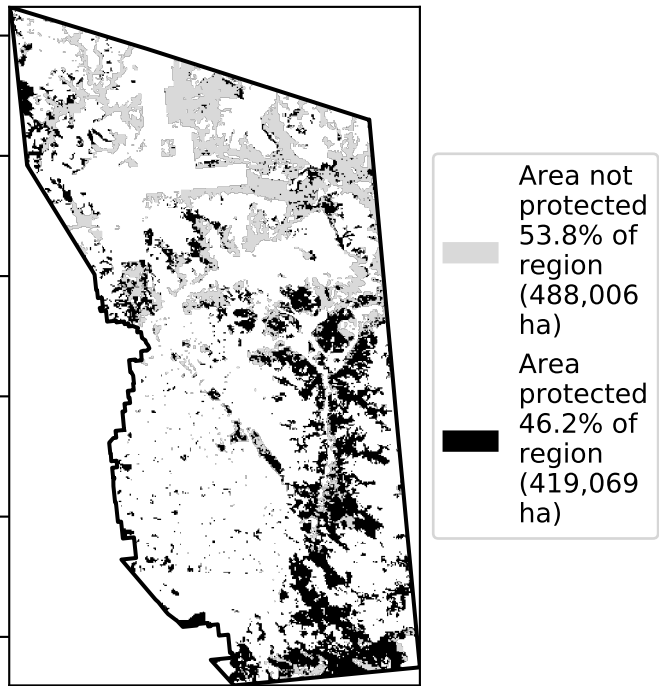 Area not
protected
53.8% of
region
(488,006
ha)
Area
protected
46.2% of
region
(419,069
ha)